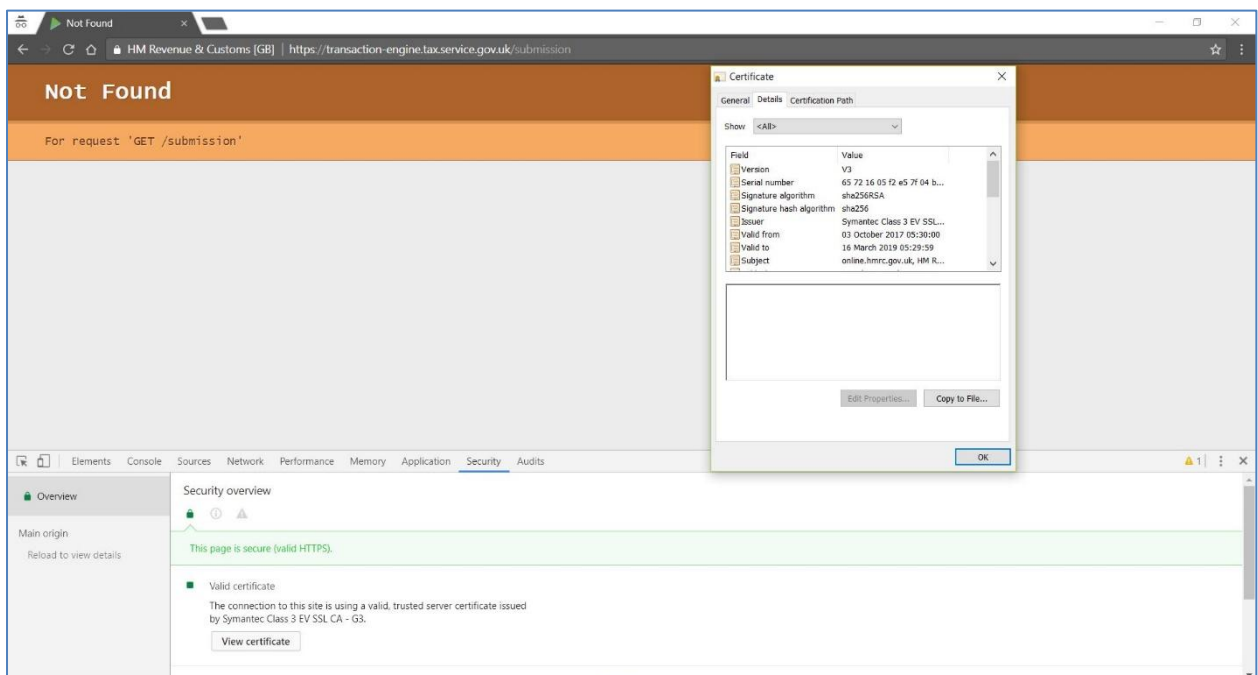 Not Found
HM Revenue & Customs [GB] | https://transaction-engine.tax.service.gov.uk/submission
Not Found
For request 'GET /submission'
Certificate
General Details Certification Path
Show <All>
Field Value
Version V3
Serial number 65 72 16 05 f2 e5 7f 04 b...
Signature algorithm sha256RSA
Signature hash algorithm sha256
Issuer Symantec Class 3 EV SSL...
Valid from 03 October 2017 05:30:00
Valid to 16 March 2019 05:29:59
Subject online.hmrc.gov.uk, HM R...
Edit Properties... Copy to File...
OK
Elements Console Sources Network Performance Memory Application Security Audits 1
Overview
Main origin
Reload to view details
Security overview
This page is secure (valid HTTPS).
Valid certificate
The connection to this site is using a valid, trusted server certificate issued
by Symantec Class 3 EV SSL CA - G3.
View certificate